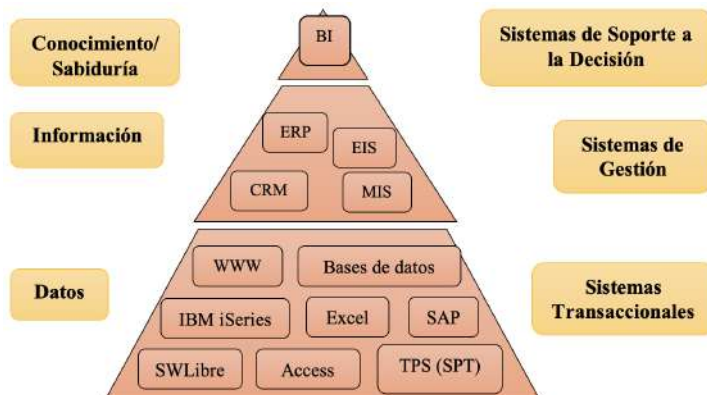 Conocimiento/
Sabiduría
BI
Sistemas de Soporte a
la Decisión
Información
ERP
EIS
CRM
MIS
Sistemas de
Gestión
Datos
WWW
Bases de datos
IBM iSeries
Excel
SAP
SWLibre
Access
TPS (SPT)
Sistemas
Transaccionales